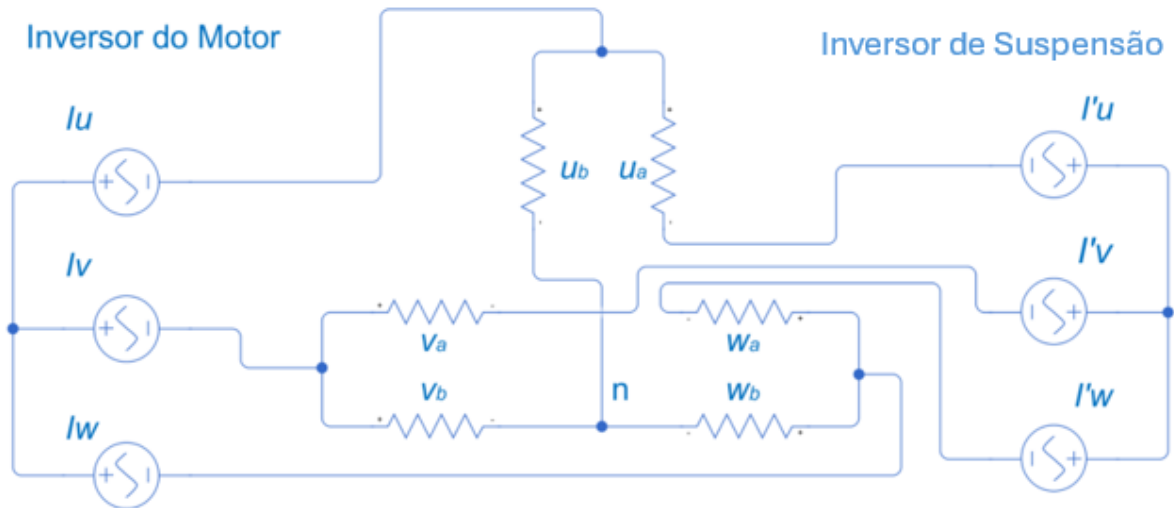 Inversor do Motor
Inversor de Suspensão
Iu
I'u
ub
ua
Iv
I'v
va
wa
vb
n
wb
Iw
I'w